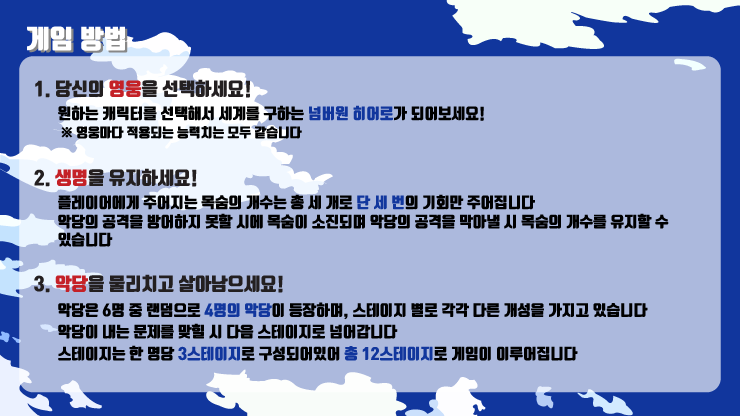 게임 방법
1. 당신의 영웅을 선택하세요!
원하는 캐릭터를 선택해서 세계를 구하는 넘버원 히어로가 되어보세요!
※ 영웅마다 적용되는 능력치는 모두 같습니다
2. 생명을 유지하세요!
플레이어에게 주어지는 목숨의 개수는 총 세 개로 단 세 번의 기회만 주어집니다
악당의 공격을 방어하지 못할 시에 목숨이 소진되며 악당의 공격을 막아낼 시 목숨의 개수를 유지할 수
있습니다
3. 악당을 물리치고 살아남으세요!
악당은 6명 중 랜덤으로 4명의 악당이 등장하며, 스테이지 별로 각각 다른 개성을 가지고 있습니다
악당이 내는 문제를 맞힐 시 다음 스테이지로 넘어갑니다
스테이지는 한 명당 3스테이지로 구성되어있어 총 12스테이지로 게임이 이루어집니다